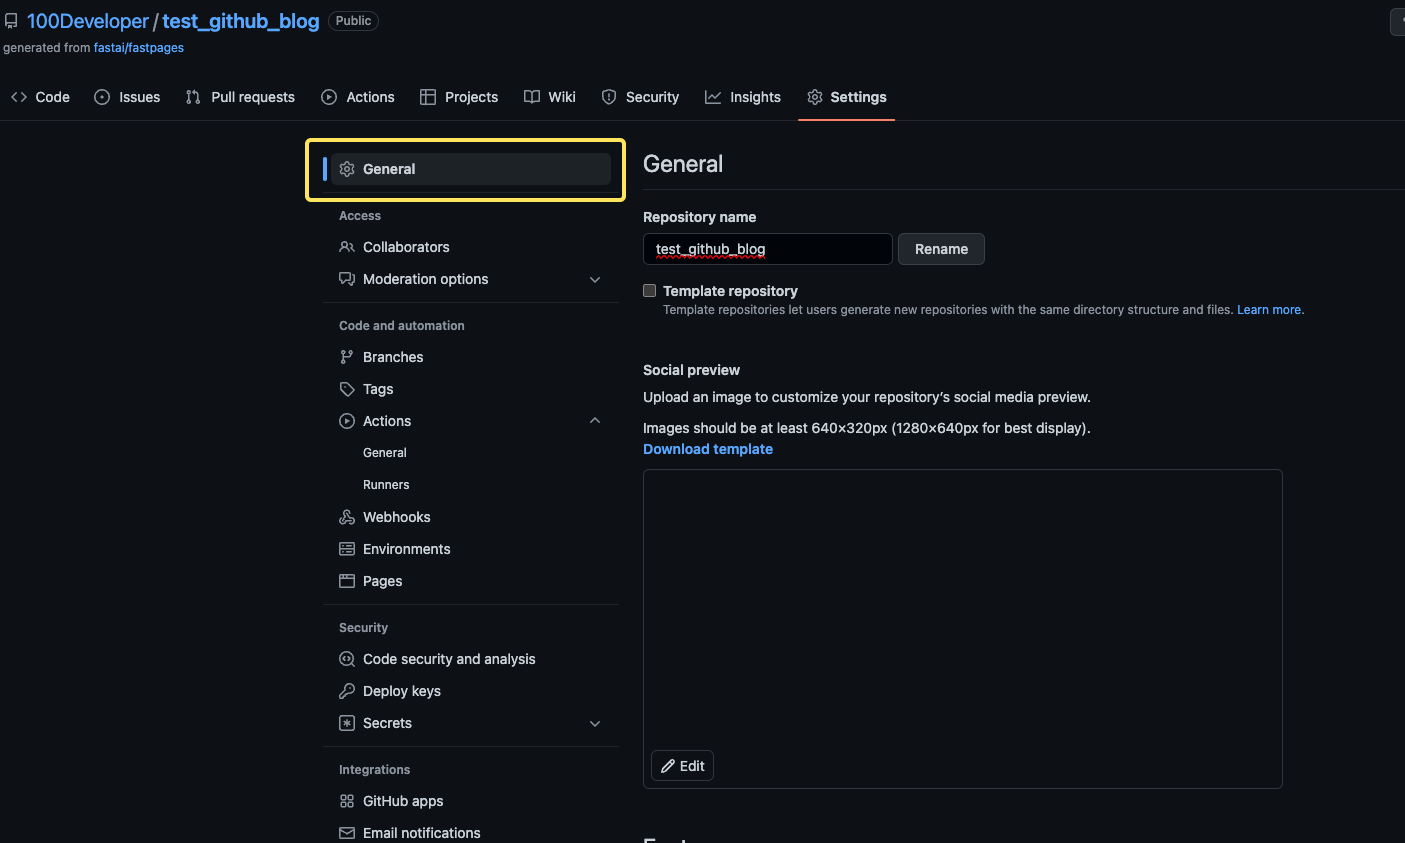 100Developer / test_github_blog Public
generated from fastai/fastpages
Code Issues Pull requests Actions Projects Wiki Security Insights Settings
General
Access
Collaborators
Moderation options
Code and automation
Branches
Tags
Actions
General
Runners
Webhooks
Environments
Pages
Security
Code security and analysis
Deploy keys
Secrets
Integrations
GitHub apps
Email notifications
General
Repository name
test_github_blog Rename
Template repository
Template repositories let users generate new repositories with the same directory structure and files. Learn more.
Social preview
Upload an image to customize your repository’s social media preview.
Images should be at least 640×320px (1280×640px for best display).
Download template
Edit